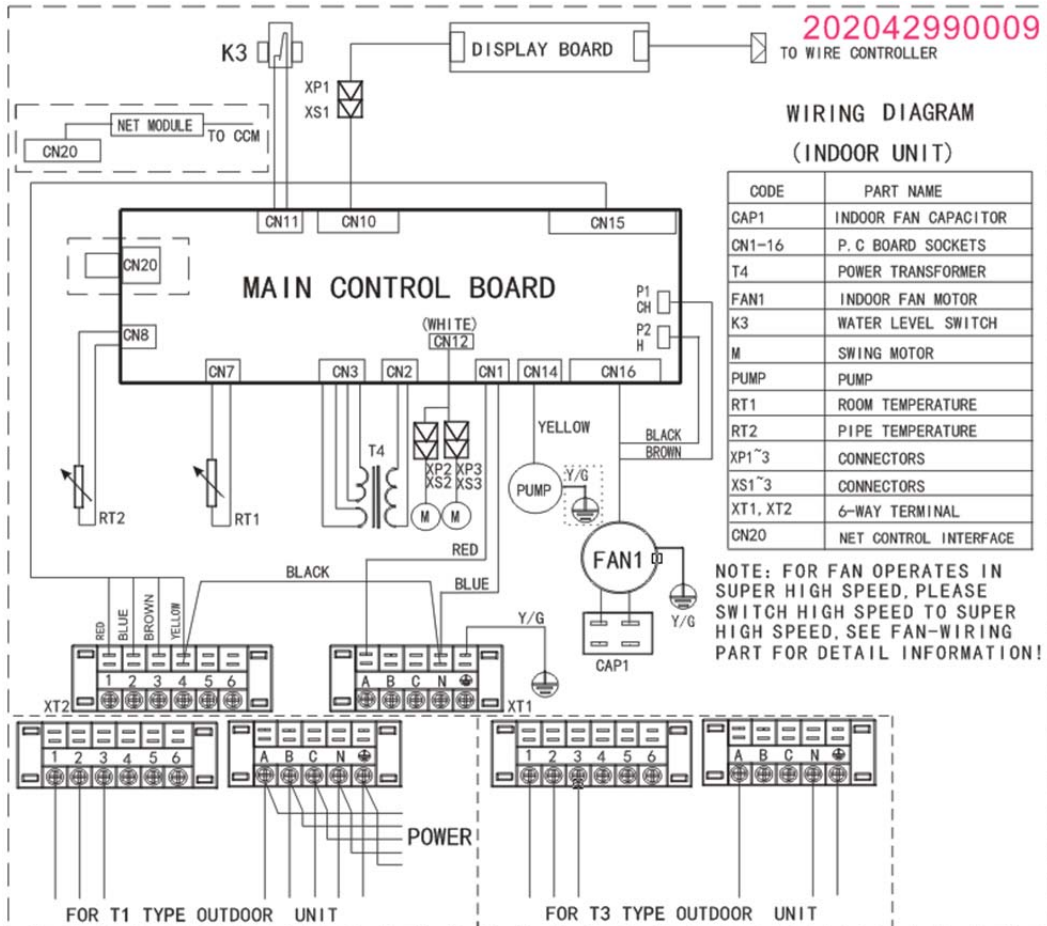 202042990009
K3
DISPLAY BOARD
TO WIRE CONTROLLER
XP1
XS1
NET MODULE
TO CCM
CN20
WIRING DIAGRAM
(INDOOR UNIT)
CODE PART NAME
CAP1 INDOOR FAN CAPACITOR
CN1-16 P.C BOARD SOCKETS
T4 POWER TRANSFORMER
FAN1 INDOOR FAN MOTOR
K3 WATER LEVEL SWITCH
M SWING MOTOR
PUMP PUMP
RT1 ROOM TEMPERATURE
RT2 PIPE TEMPERATURE
XP1~3 CONNECTORS
XS1~3 CONNECTORS
XT1, XT2 6-WAY TERMINAL
CN20 NET CONTROL INTERFACE
CN11 CN10 CN15
CN20
MAIN CONTROL BOARD
P1
CH
P2
H
(WHITE)
CN12
CN8
CN7 CN3 CN2 CN1 CN14 CN16
YELLOW
BLACK
BROWN
T4
XP2 XP3
XS2 XS3
PUMP
Y/G
RT2
RT1
M M
RED
FAN1
BLACK
BLUE
Y/G
Y/G
CAP1
NOTE: FOR FAN OPERATES IN
SUPER HIGH SPEED, PLEASE
SWITCH HIGH SPEED TO SUPER
HIGH SPEED, SEE FAN-WIRING
PART FOR DETAIL INFORMATION!
RED
BLUE
BROWN
YELLOW
1 2 3 4 5 6
A B C N
XT2
XT1
1 2 3 4 5 6
A B C N
1 2 3 4 5 6
A B C N
POWER
FOR T1 TYPE OUTDOOR UNIT
FOR T3 TYPE OUTDOOR UNIT